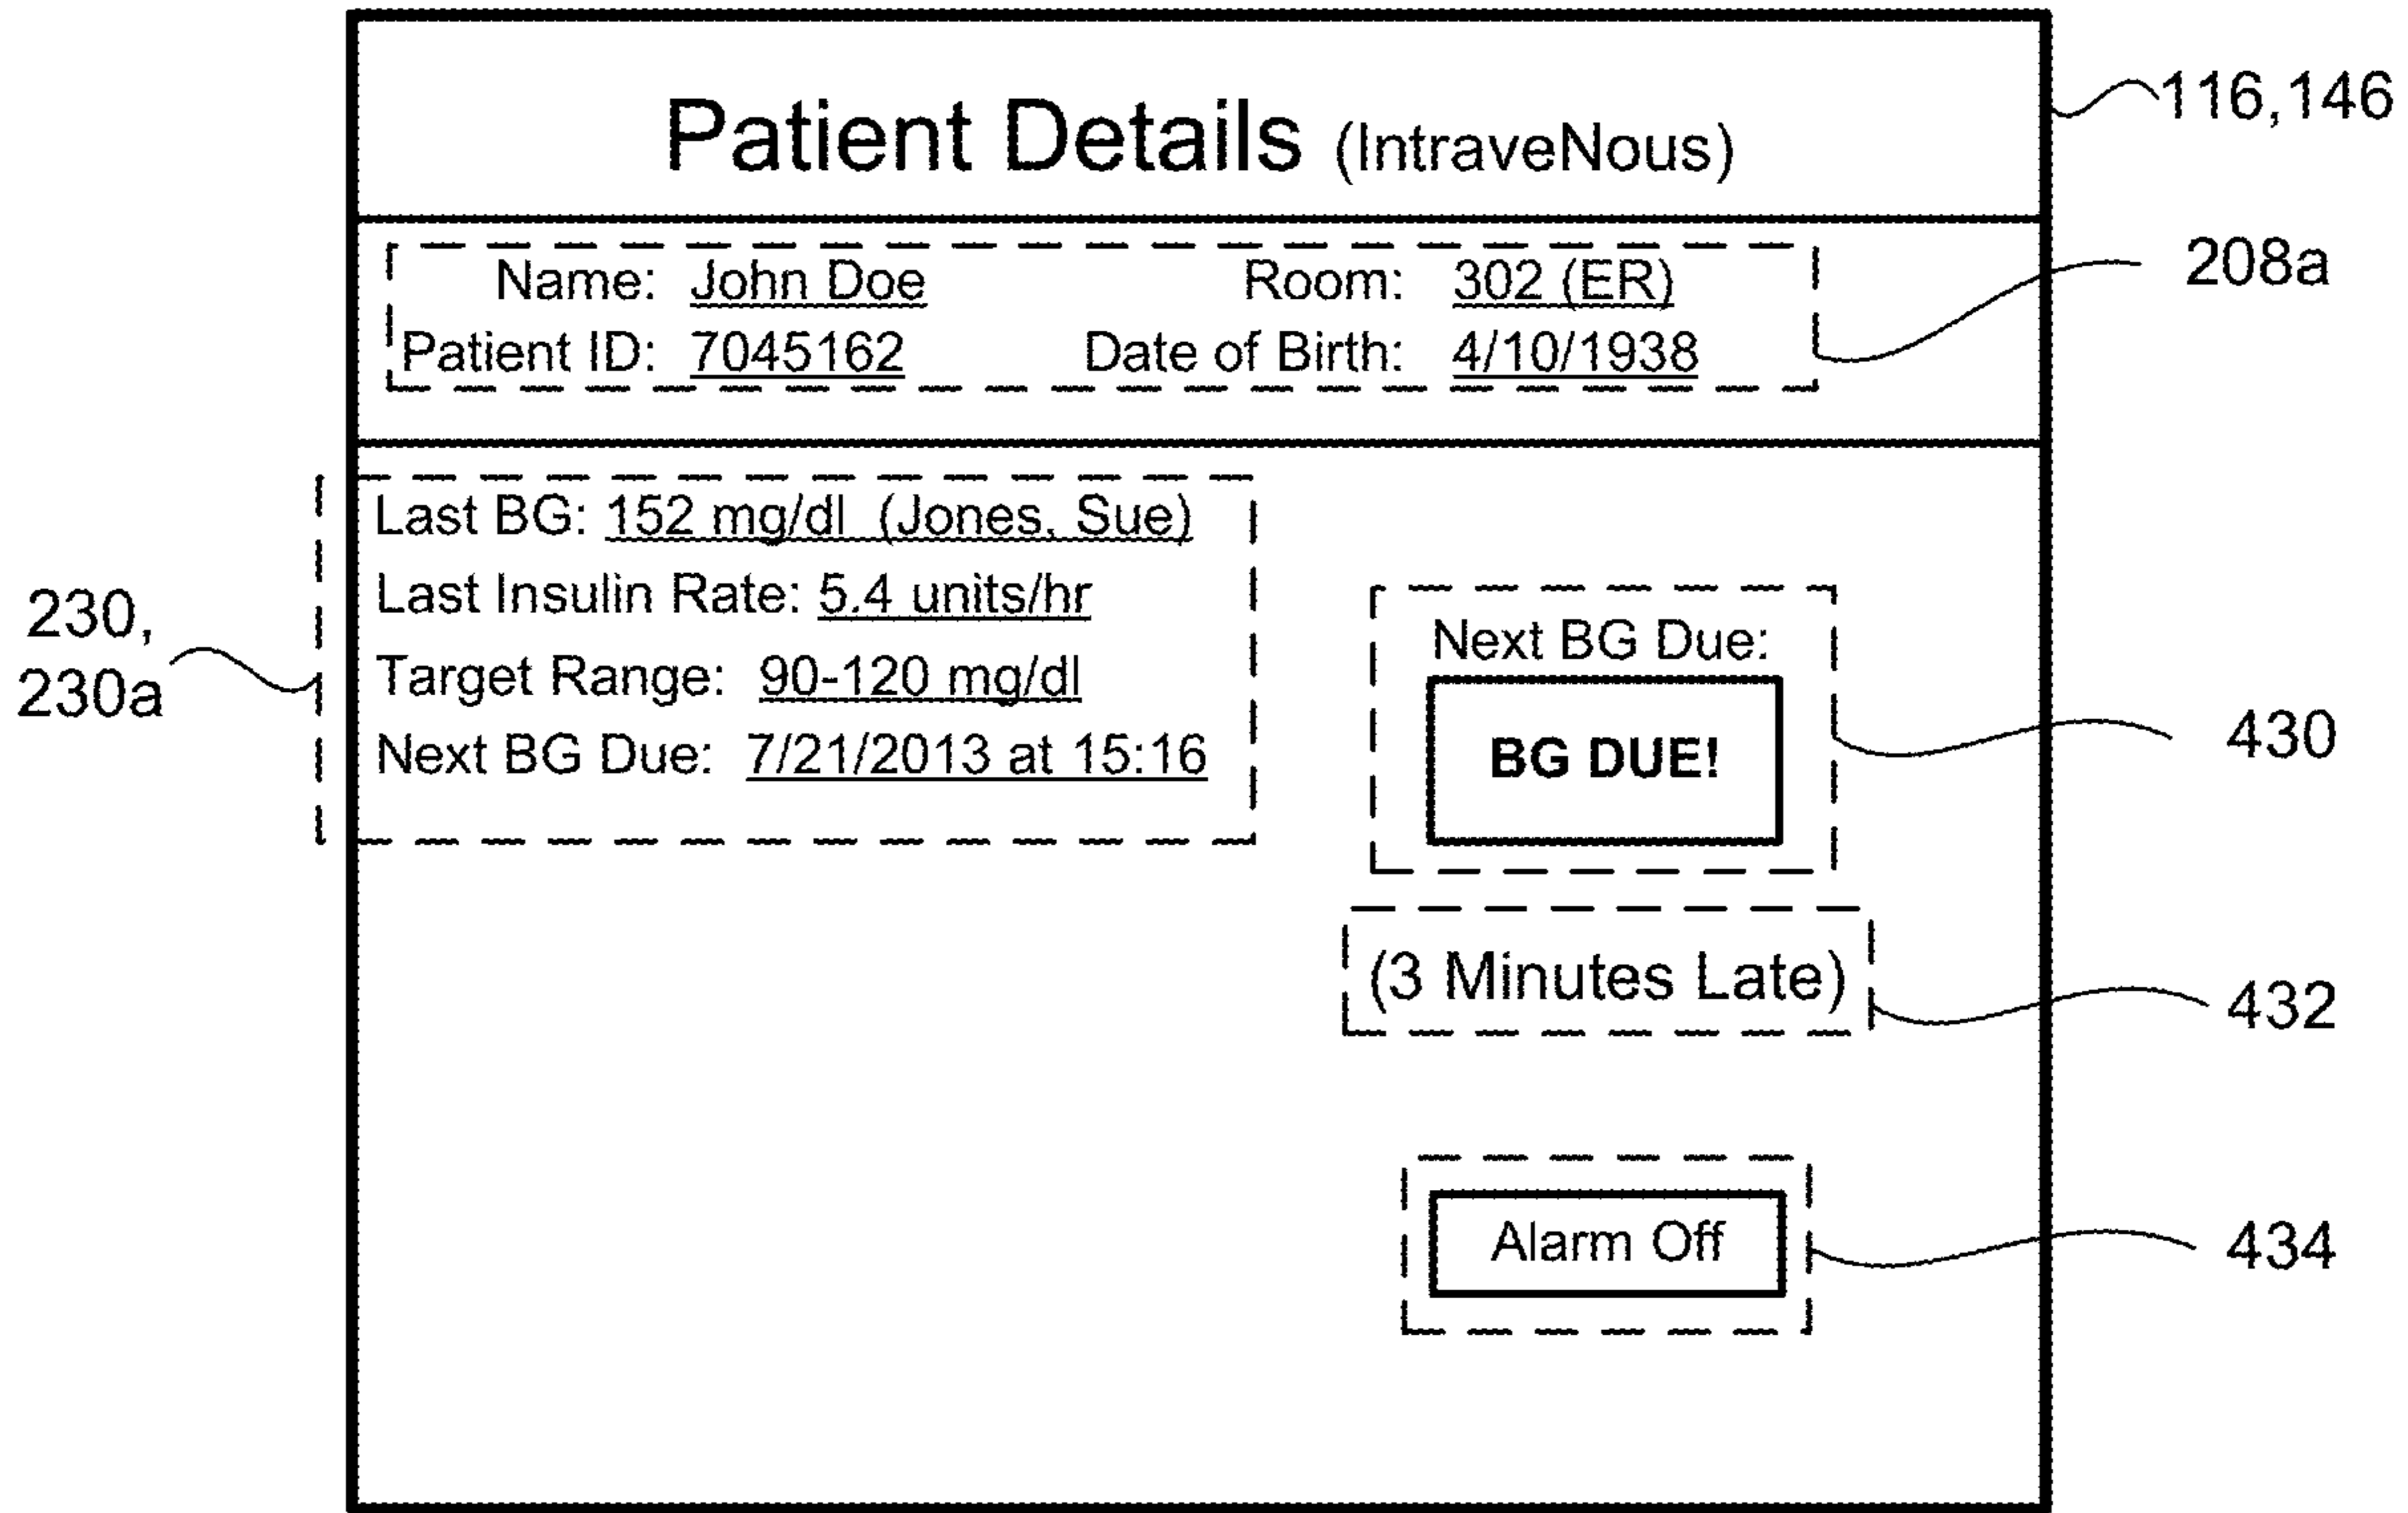 Patient Details (IntraveNous)
116,146
Name: John Doe Room: 302 (ER)
208a
Patient ID: 7045162 Date of Birth: 4/10/1938
Last BG: 152 mg/dl (Jones, Sue)
Last Insulin Rate: 5.4 units/hr
230,
230a
Target Range: 90-120 mg/dl
Next BG Due: 7/21/2013 at 15:16
Next BG Due:
BG DUE!
430
(3 Minutes Late)
432
Alarm Off
434